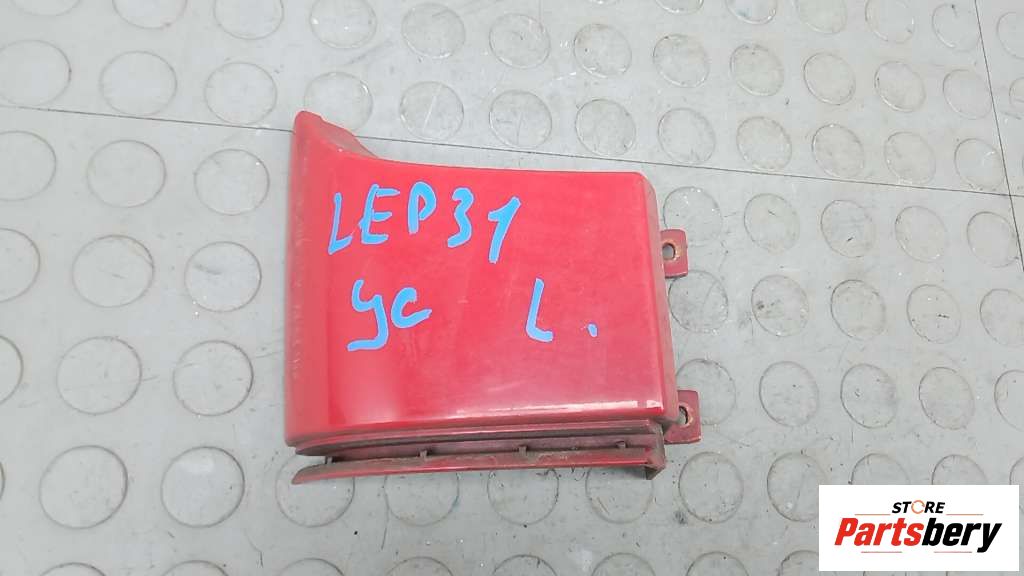 LEP31
yc L.
STORE
Partsbery